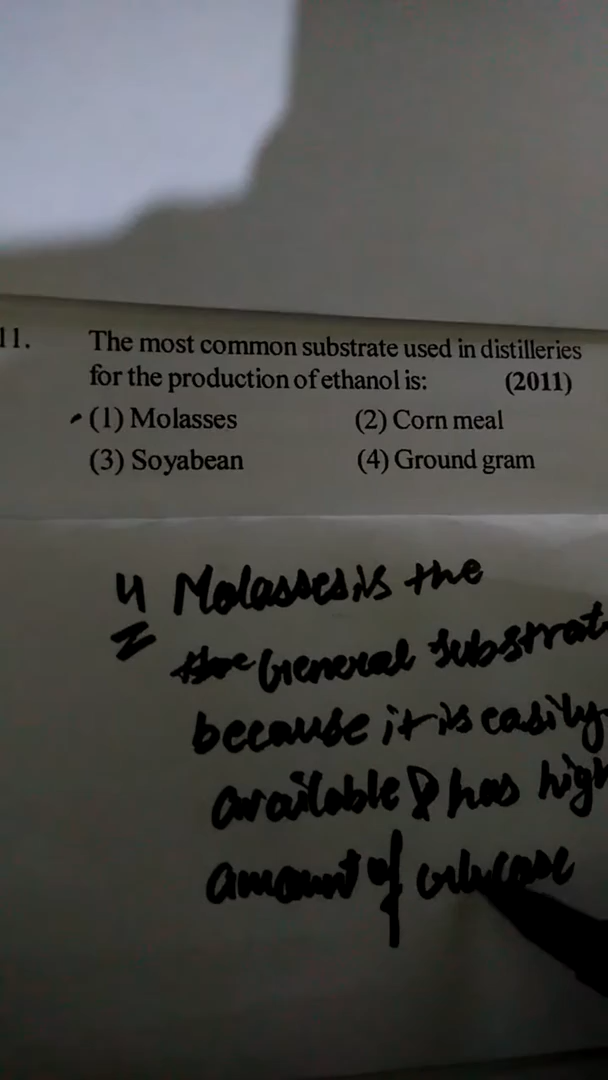 11. The most common substrate used in distilleries
for the production of ethanol is: (2011)
(1) Molasses (2) Corn meal
(3) Soyabean (4) Ground gram
Molasses is the
the General Substrat
because it is easily
available & has high
amount of